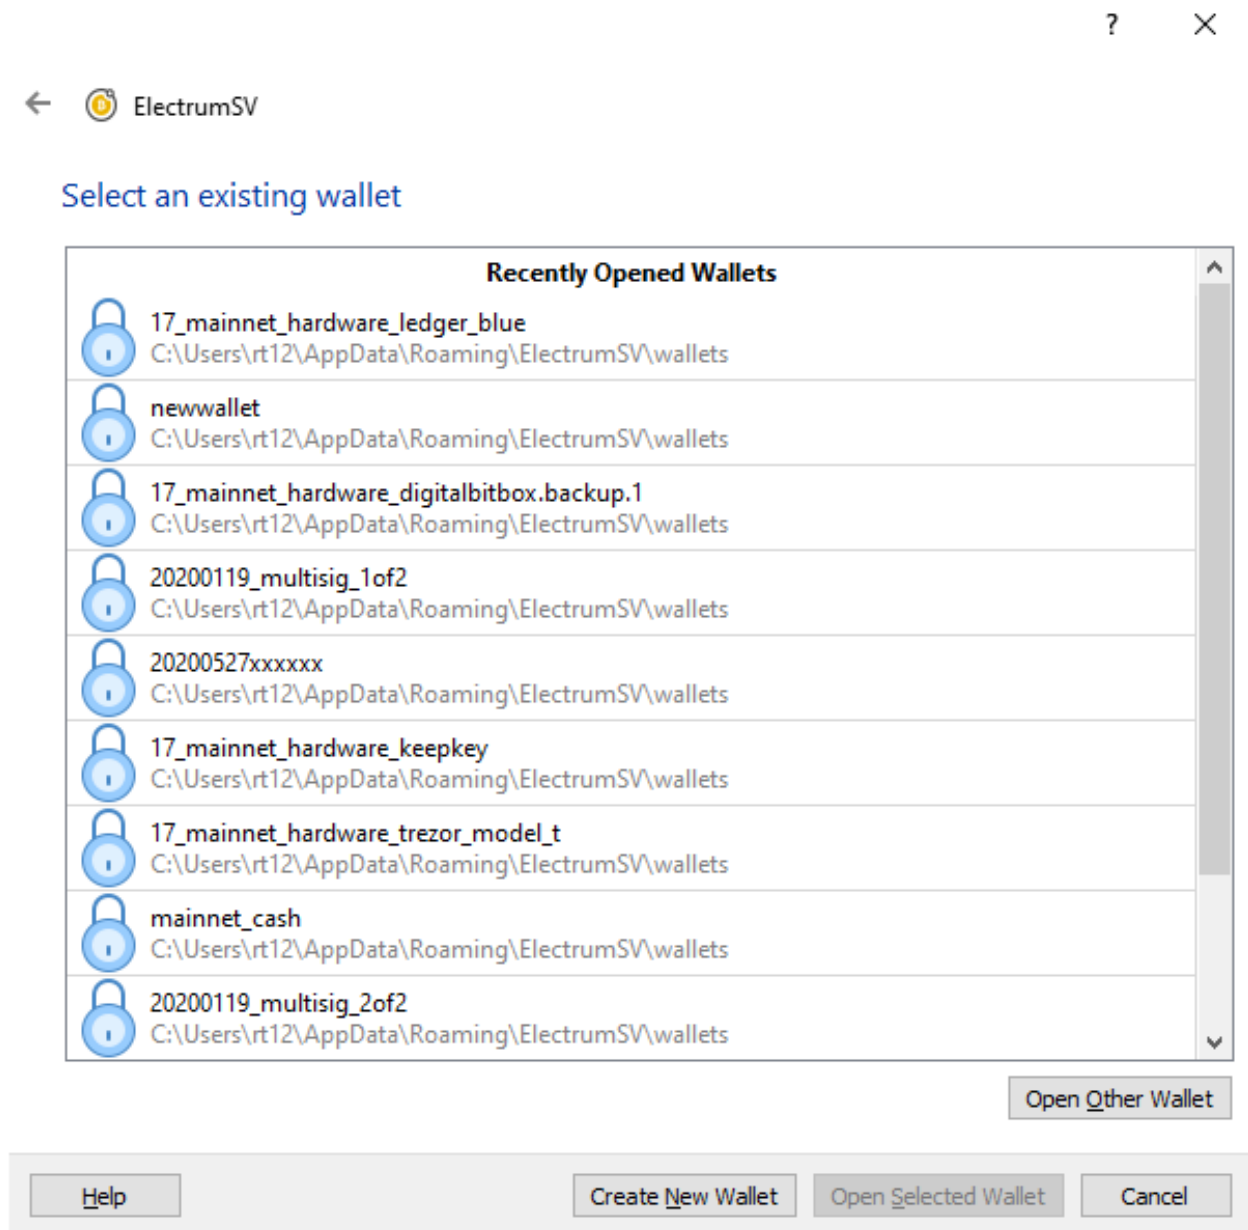 ?
ElectrumSV
Select an existing wallet
Recently Opened Wallets
17_mainnet_hardware_ledger_blue
C:\Users\rt12\AppData\Roaming\ElectrumSV\wallets
newwallet
C:\Users\rt12\AppData\Roaming\ElectrumSV\wallets
17_mainnet_hardware_digitalbitbox.backup.1
C:\Users\rt12\AppData\Roaming\ElectrumSV\wallets
20200119_multisig_1of2
C:\Users\rt12\AppData\Roaming\ElectrumSV\wallets
20200527xxxxxx
C:\Users\rt12\AppData\Roaming\ElectrumSV\wallets
17_mainnet_hardware_keepkey
C:\Users\rt12\AppData\Roaming\ElectrumSV\wallets
17_mainnet_hardware_trezor_model_t
C:\Users\rt12\AppData\Roaming\ElectrumSV\wallets
mainnet_cash
C:\Users\rt12\AppData\Roaming\ElectrumSV\wallets
20200119_multisig_2of2
C:\Users\rt12\AppData\Roaming\ElectrumSV\wallets
Open Other Wallet
Help Create New Wallet Open Selected Wallet Cancel